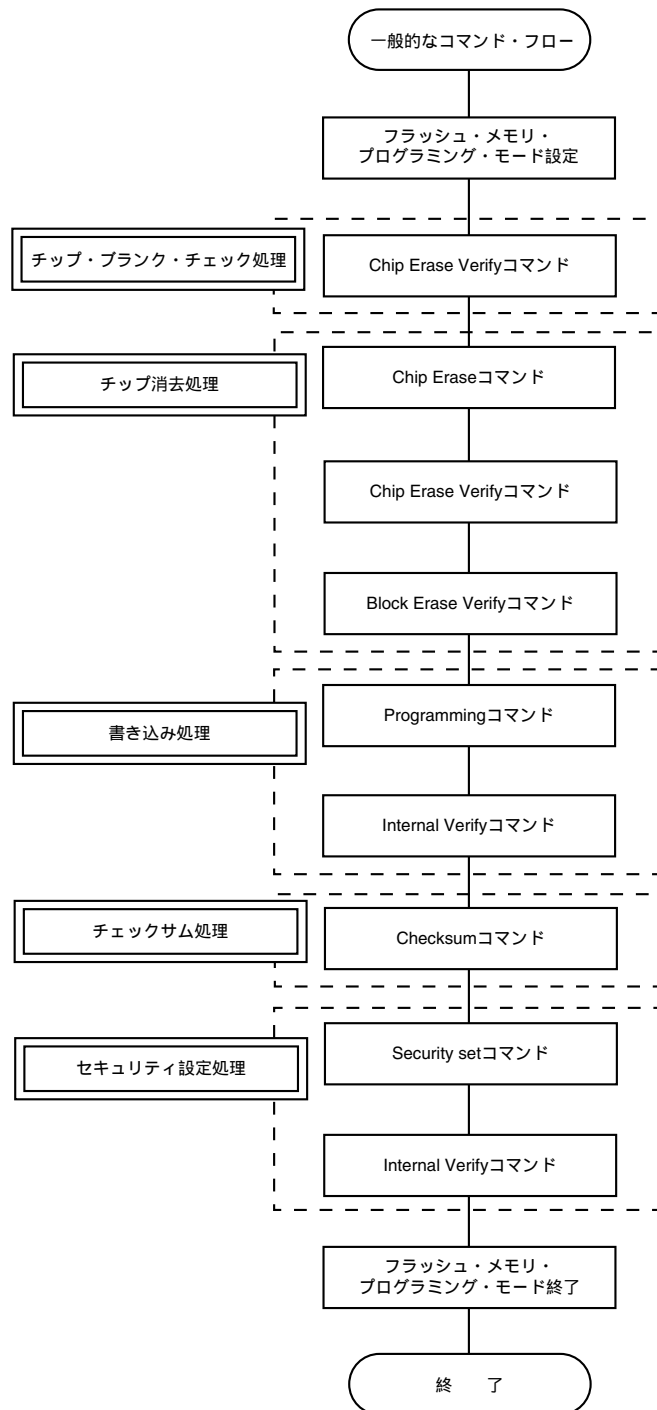 一般的なコマンド・フロー
フラッシュ・メモリ・
プログラミング・モード設定
チップ・ブランク・チェック処理
Chip Erase Verifyコマンド
チップ消去処理
Chip Eraseコマンド
Chip Erase Verifyコマンド
Block Erase Verifyコマンド
書き込み処理
Programmingコマンド
Internal Verifyコマンド
チェックサム処理
Checksumコマンド
セキュリティ設定処理
Security setコマンド
Internal Verifyコマンド
フラッシュ・メモリ・
プログラミング・モード終了
終　了